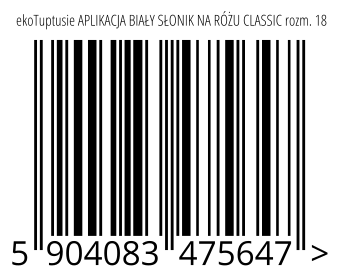 ekoTuptusie APLIKACJA BIAŁY SŁONIK NA RÓŻU CLASSIC rozm. 18
5 904083 475647 >